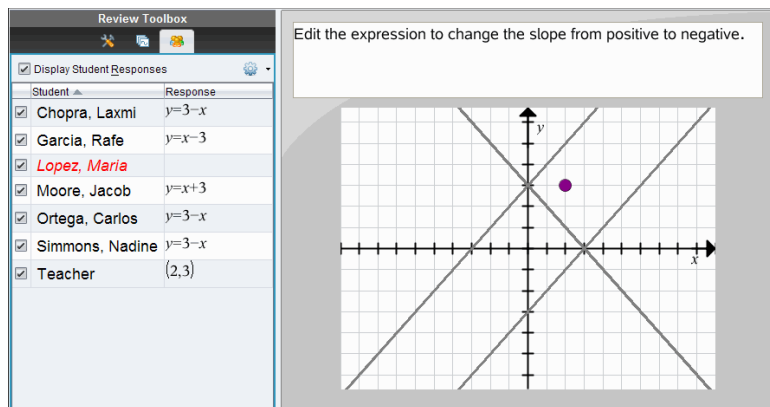 Review Toolbox
Display Student Responses
Student Response
Chopra, Laxmi y=3−x
Garcia, Rafe y=x−3
Lopez, Maria
Moore, Jacob y=x+3
Ortega, Carlos y=3−x
Simmons, Nadine y=3−x
Teacher (2,3)
Edit the expression to change the slope from positive to negative.
y
x